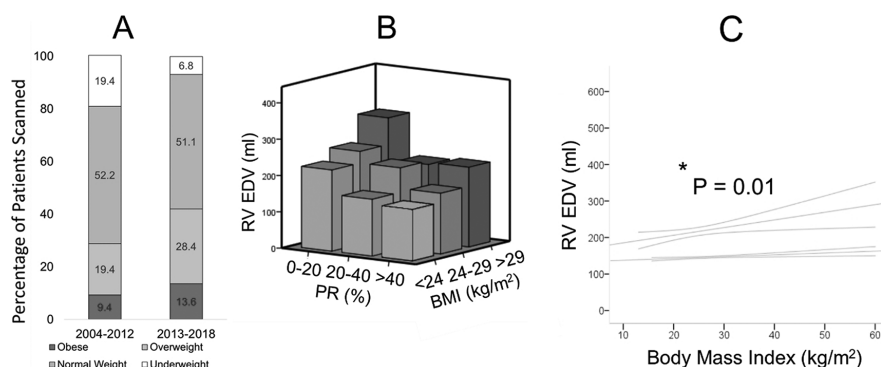 A
B
C
Percentage of Patients Scanned
100
80
60
40
20
0
19.4
52.2
19.4
9.4
6.8
51.1
28.4
13.6
2004-2012
2013-2018
Obese
Overweight
Normal Weight
Underweight
RV EDV (ml)
400
300
200
100
0
0-20 20-40 >40
PR (%)
<24 24-29 >29
BMI (kg/m²)
RV EDV (ml)
600
500
400
300
200
100
0
*
P = 0.01
10 20 30 40 50 60
Body Mass Index (kg/m²)